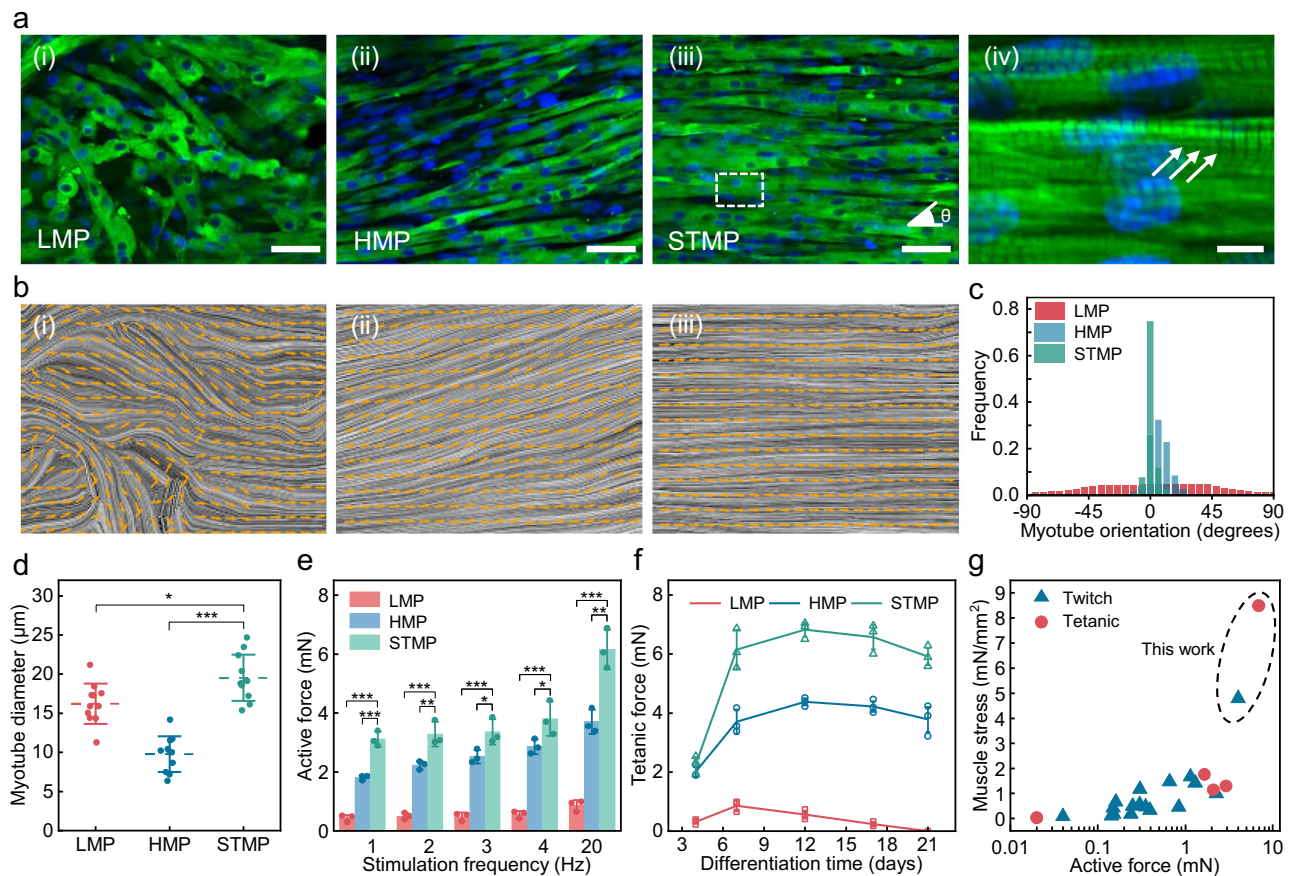 a
(i)
LMP
(ii)
HMP
(iii)
θ
STMP
(iv)
b
(i)
(ii)
(iii)
c
0.8
0.6
0.4
0.2
0.0
Frequency
LMP
HMP
STMP
-90 -45 0 45 90
Myotube orientation (degrees)
d
30
25
20
15
10
5
0
Myotube diameter (μm)
*
***
LMP HMP STMP
e
8
6
4
2
0
Active force (mN)
LMP
HMP
STMP
***
***
***
**
***
*
***
*
***
**
1 2 3 4 20
Stimulation frequency (Hz)
f
8
6
4
2
0
Tetanic force (mN)
LMP HMP STMP
3 6 9 12 15 18 21
Differentiation time (days)
g
9
8
7
6
5
4
3
2
1
0
Muscle stress (mN/mm²)
Twitch
Tetanic
This work
0.01 0.1 1 10
Active force (mN)